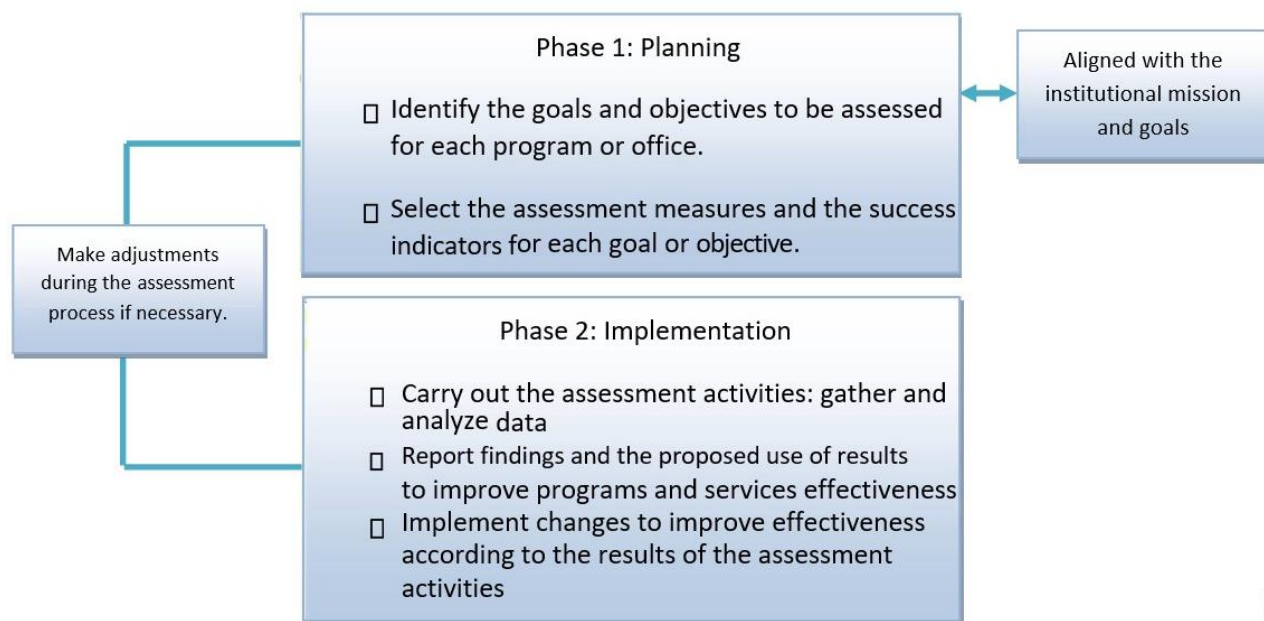 Phase 1: Planning
□ Identify the goals and objectives to be assessed
for each program or office.
□ Select the assessment measures and the success
indicators for each goal or objective.
Aligned with the
institutional mission
and goals
Make adjustments
during the assessment
process if necessary.
Phase 2: Implementation
□ Carry out the assessment activities: gather and
analyze data
□ Report findings and the proposed use of results
to improve programs and services effectiveness
□ Implement changes to improve effectiveness
according to the results of the assessment
activities